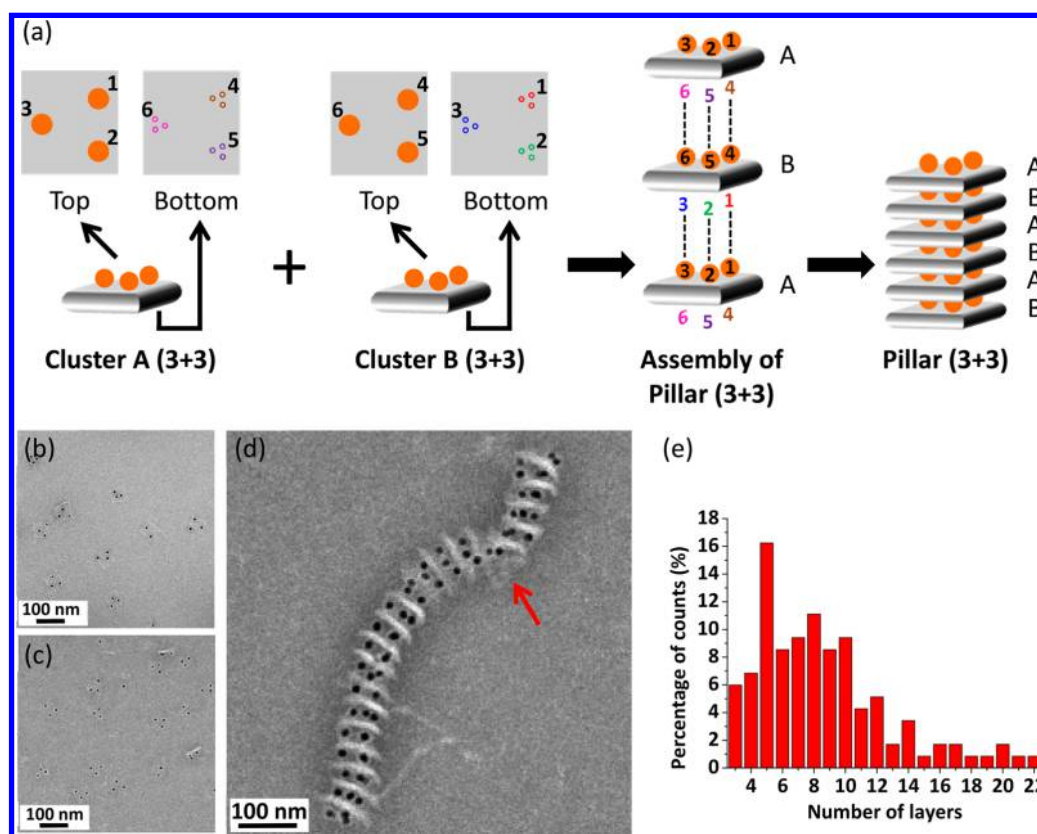 (a)
1
3
2
4
6
5
4
6
5
1
3
2
Top
Bottom
Top
Bottom
+
Cluster A (3+3)
Cluster B (3+3)
3 2 1
A
6 5 4
6 5 4
B
3 2 1
3 2 1
A
6 5 4
Assembly of
Pillar (3+3)
A
B
A
B
A
B
Pillar (3+3)
(b)
100 nm
(c)
100 nm
(d)
100 nm
(e)
Percentage of counts (%)
18
16
14
12
10
8
6
4
2
0
4 6 8 10 12 14 16 18 20 22
Number of layers